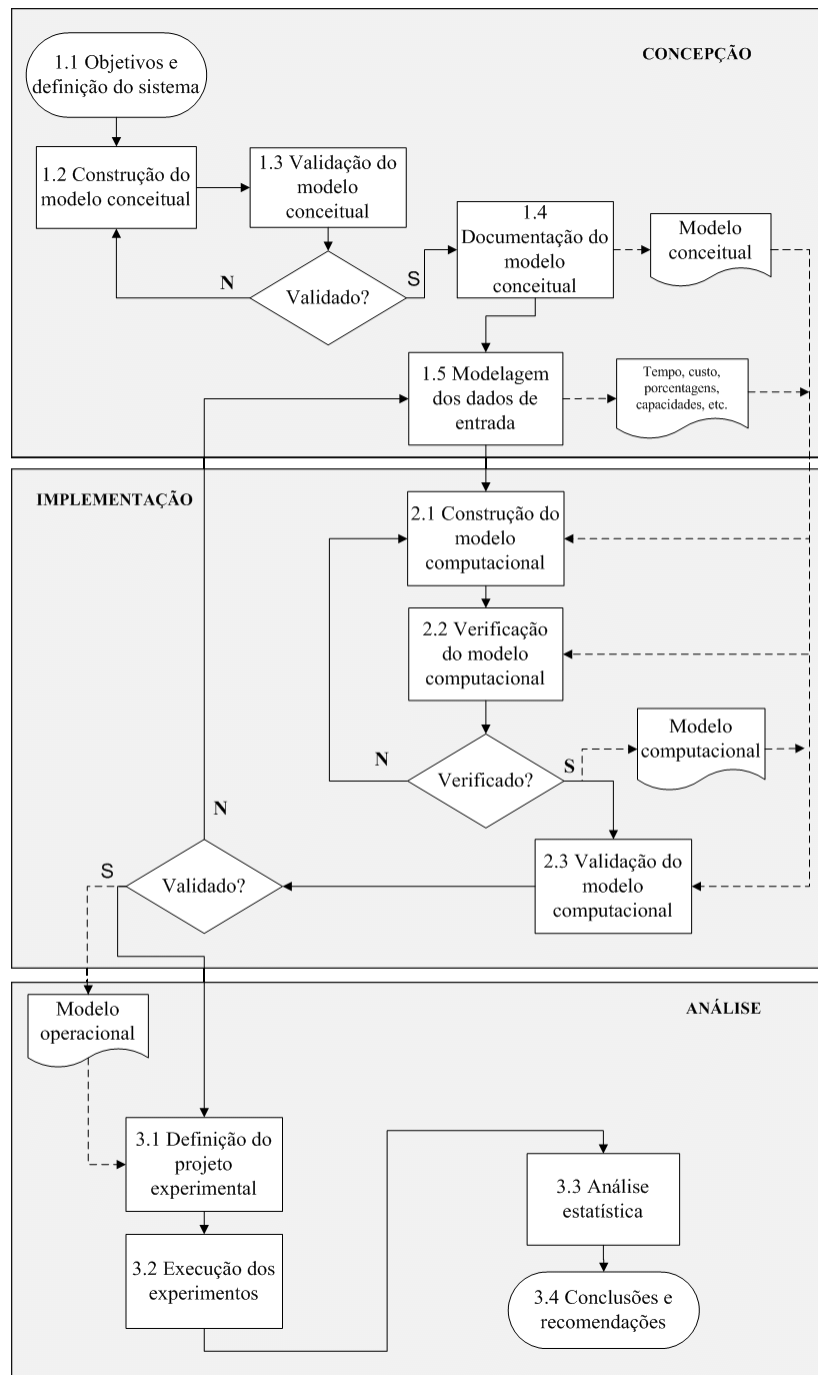 CONCEPÇÃO
1.1 Objetivos e
definição do sistema
1.2 Construção do
modelo conceitual
1.3 Validação do
modelo
conceitual
1.4
Documentação do
modelo
conceitual
Modelo
conceitual
N
Validado?
S
1.5 Modelagem
dos dados de
entrada
Tempo, custo,
porcentagens,
capacidades, etc.
IMPLEMENTAÇÃO
2.1 Construção do
modelo
computacional
2.2 Verificação
do modelo
computacional
N
Verificado?
S
Modelo
computacional
N
S
Validado?
2.3 Validação do
modelo
computacional
ANÁLISE
Modelo
operacional
3.1 Definição do
projeto
experimental
3.2 Execução dos
experimentos
3.3 Análise
estatística
3.4 Conclusões e
recomendações